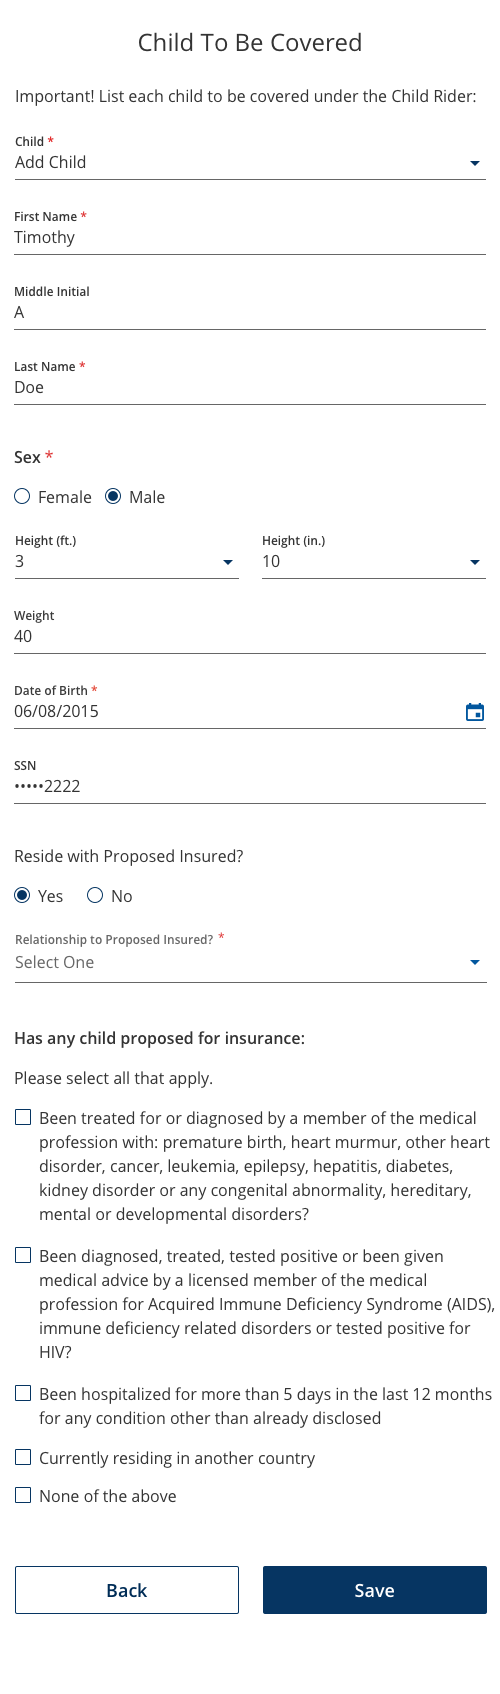 Child To Be Covered
Important! List each child to be covered under the Child Rider:
Child *
Add Child
First Name *
Timothy
Middle Initial
A
Last Name *
Doe
Sex *
Female Male
Height (ft.) Height (in.)
3 10
Weight
40
Date of Birth *
06/08/2015
SSN
•••••2222
Reside with Proposed Insured?
Yes No
Relationship to Proposed Insured? *
Select One
Has any child proposed for insurance:
Please select all that apply.
Been treated for or diagnosed by a member of the medical
profession with: premature birth, heart murmur, other heart
disorder, cancer, leukemia, epilepsy, hepatitis, diabetes,
kidney disorder or any congenital abnormality, hereditary,
mental or developmental disorders?
Been diagnosed, treated, tested positive or been given
medical advice by a licensed member of the medical
profession for Acquired Immune Deficiency Syndrome (AIDS),
immune deficiency related disorders or tested positive for
HIV?
Been hospitalized for more than 5 days in the last 12 months
for any condition other than already disclosed
Currently residing in another country
None of the above
Back Save